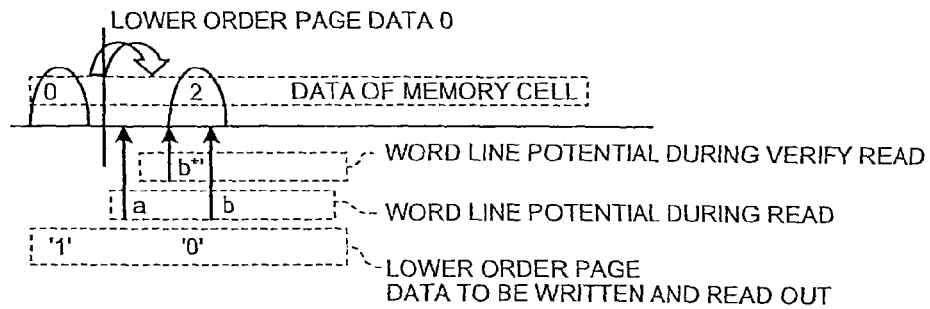 LOWER ORDER PAGE DATA 0
0 2 DATA OF MEMORY CELL
b*' WORD LINE POTENTIAL DURING VERIFY READ
a b WORD LINE POTENTIAL DURING READ
'1' '0'
LOWER ORDER PAGE
DATA TO BE WRITTEN AND READ OUT